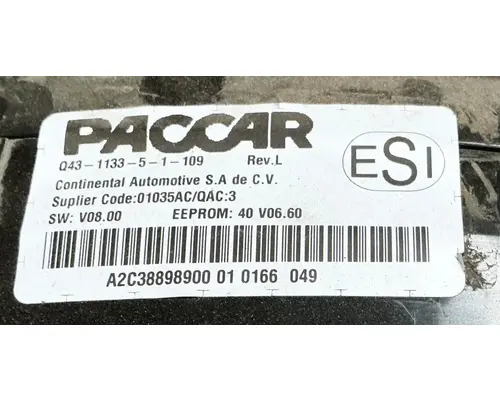 PACCAR
Q43-1133-5-1-109 Rev.L
Continental Automotive S.A de C.V.
Suplier Code:01035AC/QAC:3
SW: V08.00 EEPROM: 40 V06.60
A2C38898900 01 0166 049
ESI